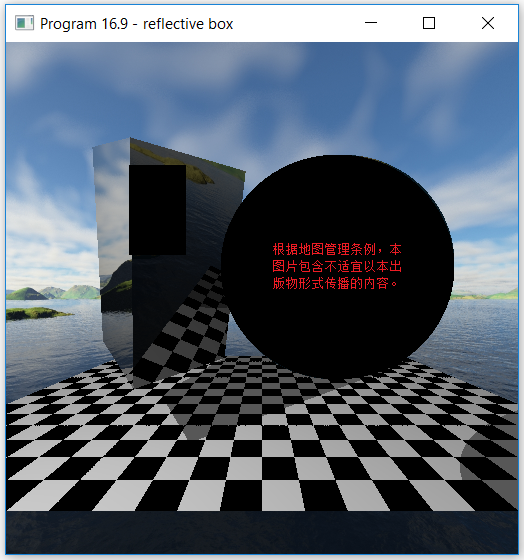 Program 16.9 - reflective box
根据地图管理条例，本
图片包含不适宜以本出
版物形式传播的内容。